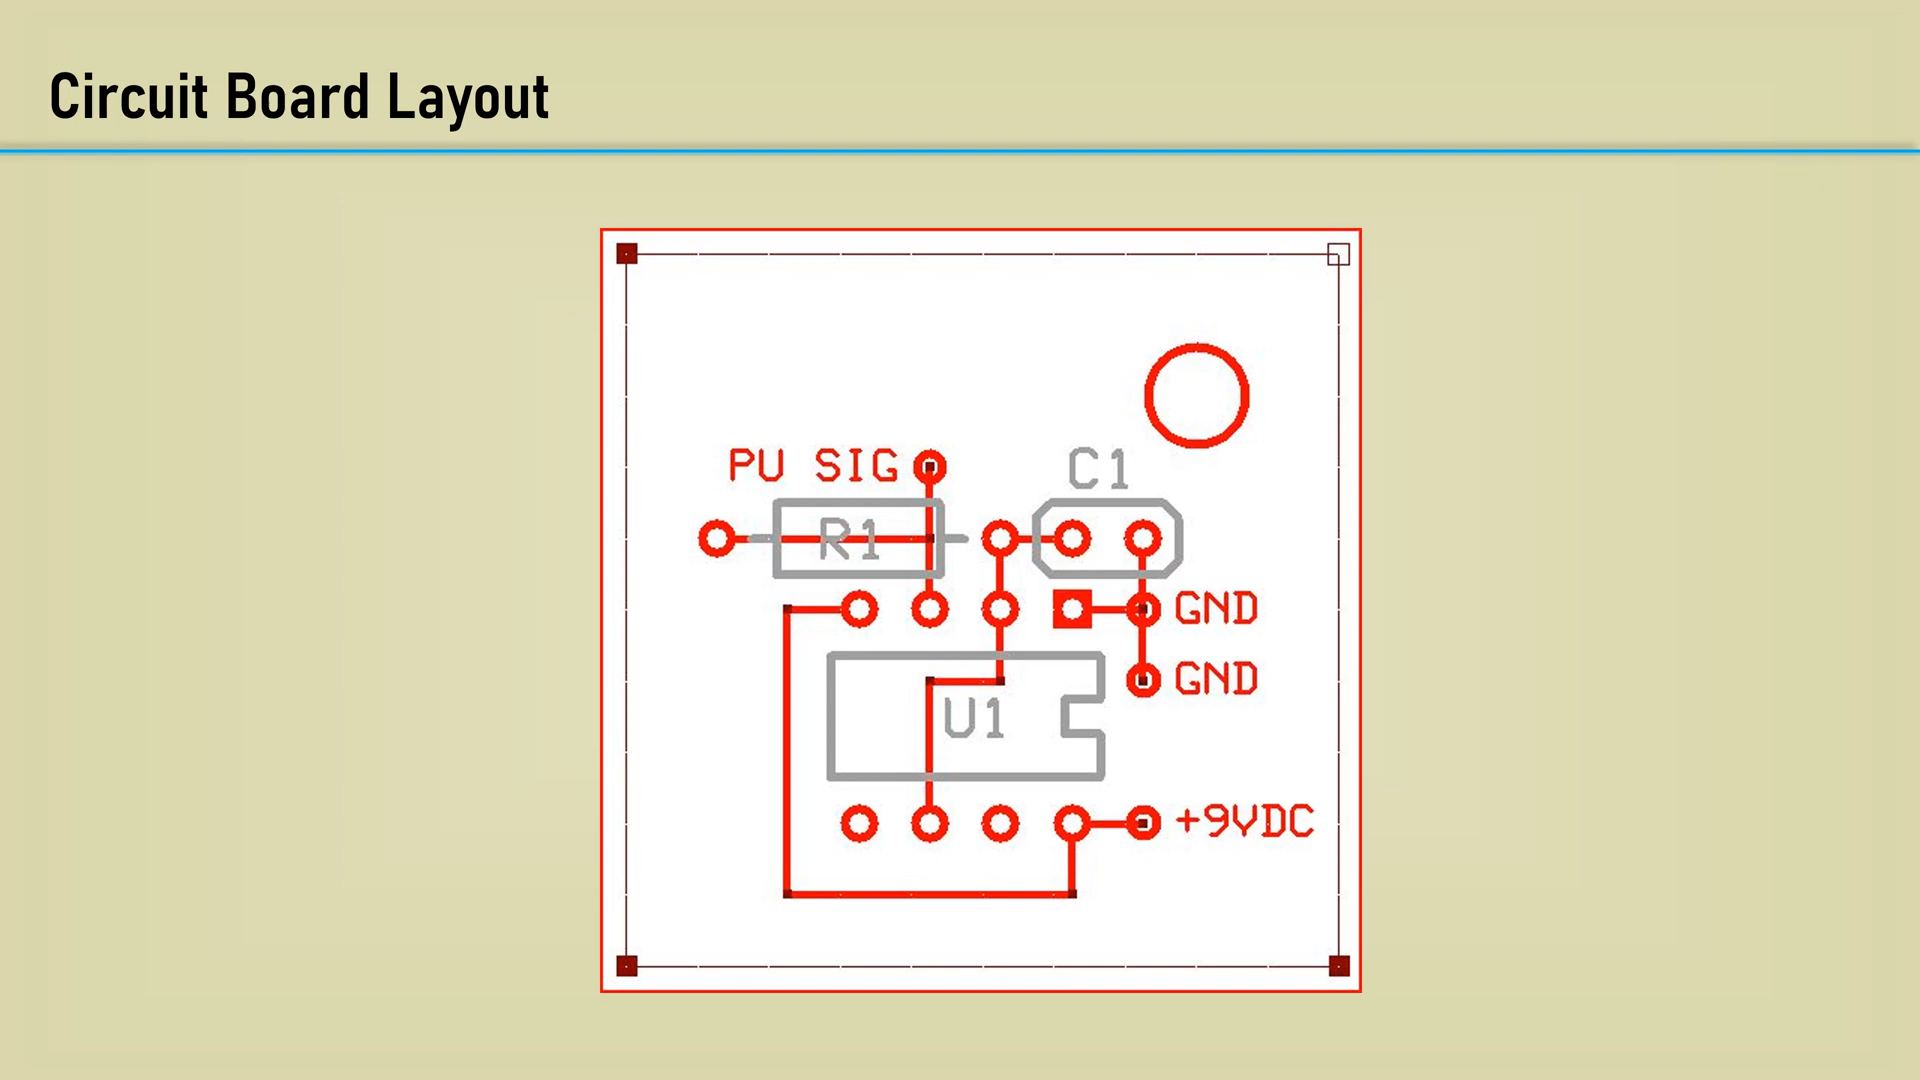 Circuit Board Layout
PU SIG
C1
R1
GND
GND
U1
+9VDC